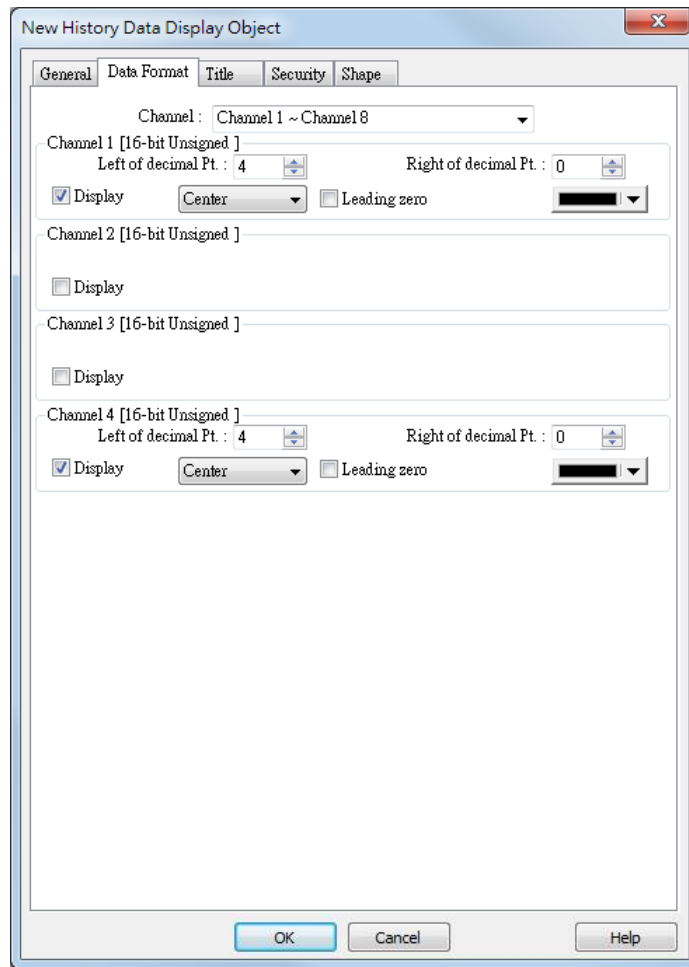 New History Data Display Object
General Data Format Title Security Shape
Channel : Channel 1 ~ Channel 8
Channel 1 [16-bit Unsigned ]
Left of decimal Pt. : 4 Right of decimal Pt. : 0
Display Center Leading zero
Channel 2 [16-bit Unsigned ]
Display
Channel 3 [16-bit Unsigned ]
Display
Channel 4 [16-bit Unsigned ]
Left of decimal Pt. : 4 Right of decimal Pt. : 0
Display Center Leading zero
OK Cancel Help